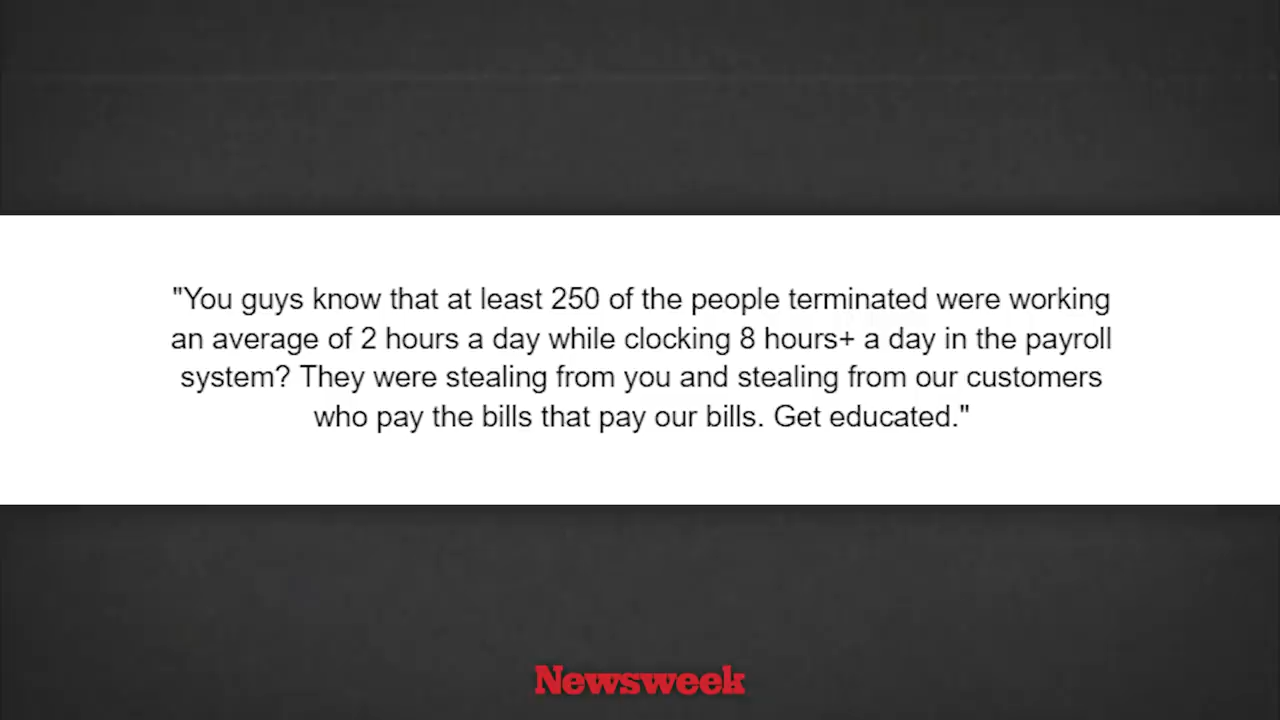 "You guys know that at least 250 of the people terminated were working
an average of 2 hours a day while clocking 8 hours+ a day in the payroll
system? They were stealing from you and stealing from our customers
who pay the bills that pay our bills. Get educated."
Newsweek